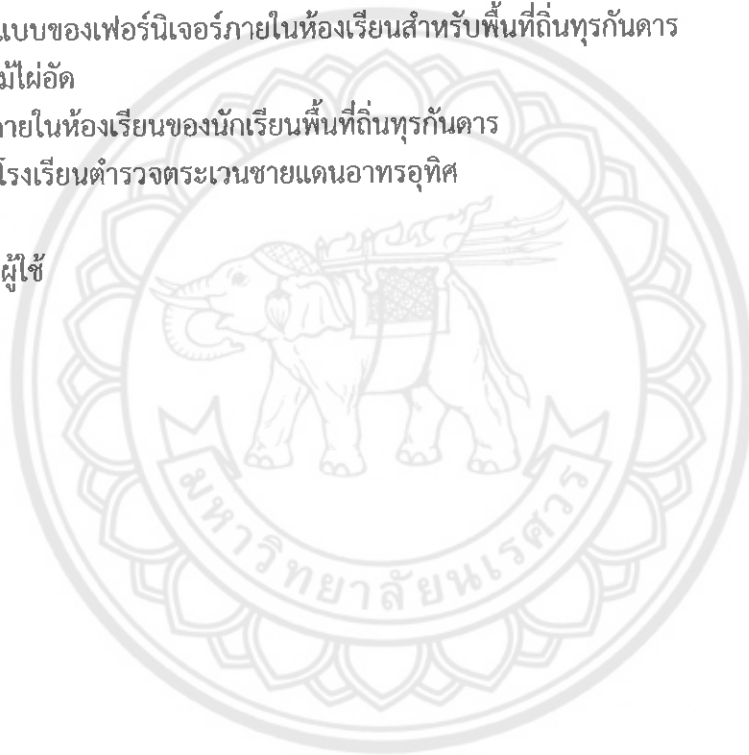 แบบของเฟอร์นิเจอร์ภายในห้องเรียนสำหรับพื้นที่ถิ่นทุรกันดาร
ม้ไผ่อัด
ายในห้องเรียนของนักเรียนพื้นที่ถิ่นทุรกันดาร
โรงเรียนตำรวจตระเวนชายแดนอาทรอุทิศ
ผู้ใช้
มหาวิทยาลัยนเรศวร